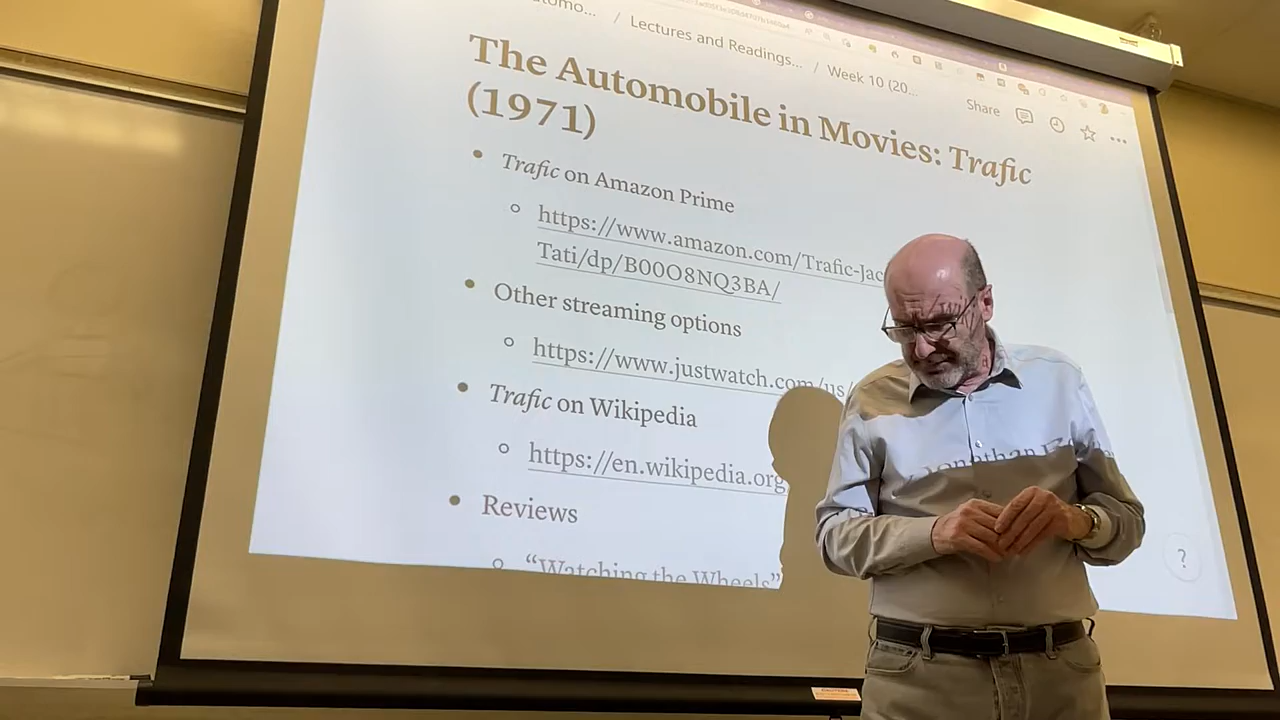 / Lectures and Readings... / Week 10 (20...
Share
The Automobile in Movies: Trafic
(1971)
• Trafic on Amazon Prime
◦ https://www.amazon.com/Trafic-Jac
Tati/dp/B00O8NQ3BA/
• Other streaming options
◦ https://www.justwatch.com/us/
• Trafic on Wikipedia
◦ https://en.wikipedia.org
• Reviews
◦ “Watching the Wheels”
Jonathan
?